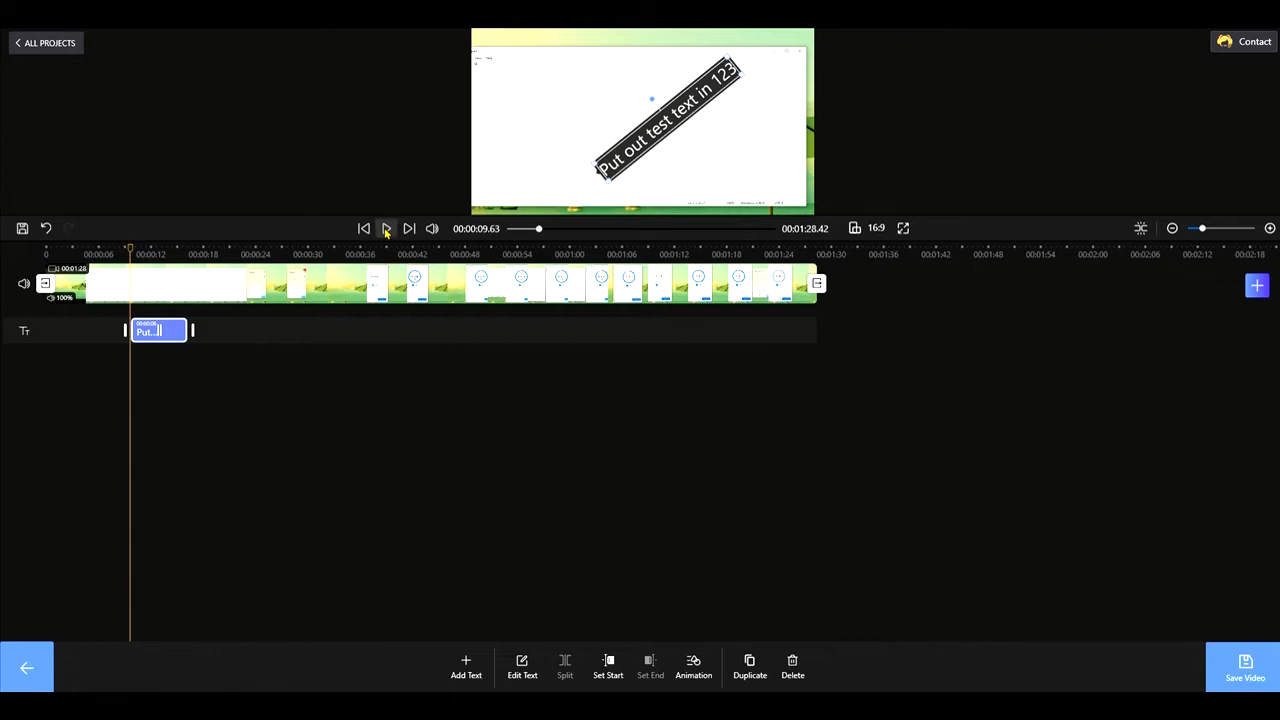 ALL PROJECTS
Contact
Put out test text in 123
00:00:09.63
00:01:28.42
16:9
0
00:00:06
00:00:12
00:00:18
00:00:24
00:00:30
00:00:36
00:00:42
00:00:48
00:00:54
00:01:00
00:01:06
00:01:12
00:01:18
00:01:24
00:01:30
00:01:36
00:01:42
00:01:48
00:01:54
00:02:00
00:02:06
00:02:12
00:02:18
00:01:28
100%
Tт
00:00:06
Put...
Add Text
Edit Text
Split
Set Start
Set End
Animation
Duplicate
Delete
Save Video